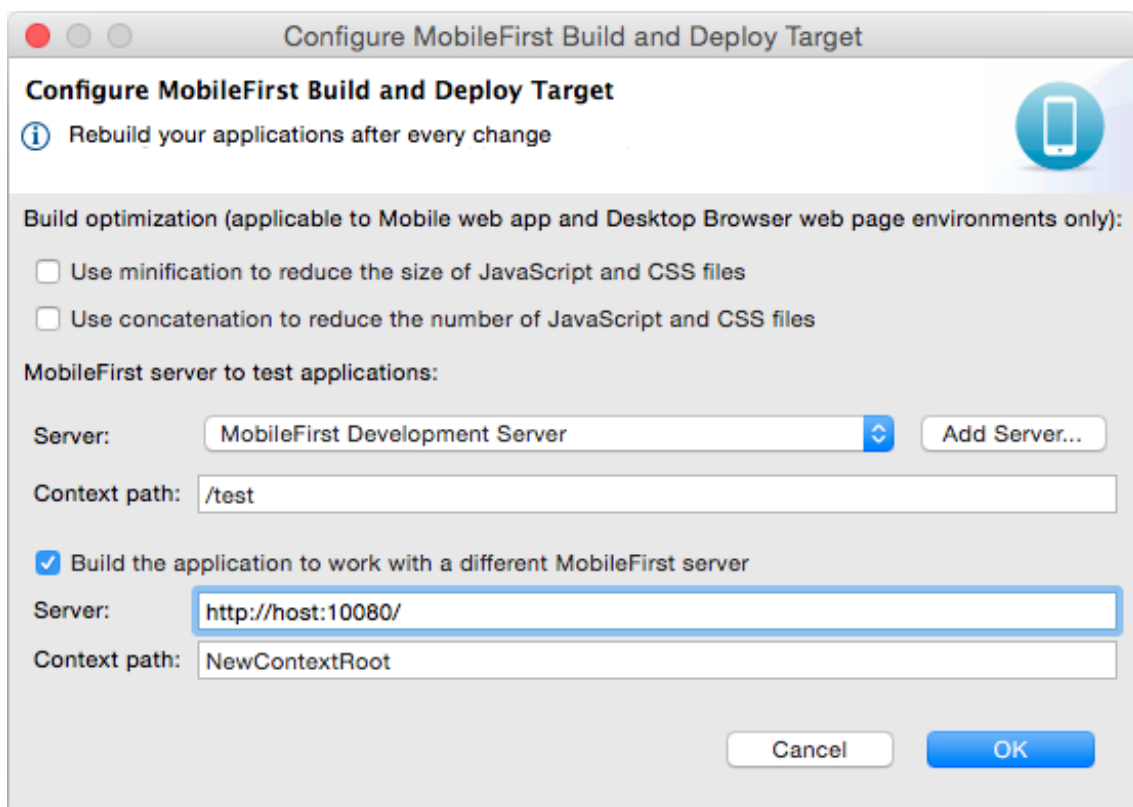 Configure MobileFirst Build and Deploy Target
Configure MobileFirst Build and Deploy Target
Rebuild your applications after every change
Build optimization (applicable to Mobile web app and Desktop Browser web page environments only):
Use minification to reduce the size of JavaScript and CSS files
Use concatenation to reduce the number of JavaScript and CSS files
MobileFirst server to test applications:
Server: MobileFirst Development Server Add Server...
Context path: /test
Build the application to work with a different MobileFirst server
Server: http://host:10080/
Context path: NewContextRoot
Cancel OK